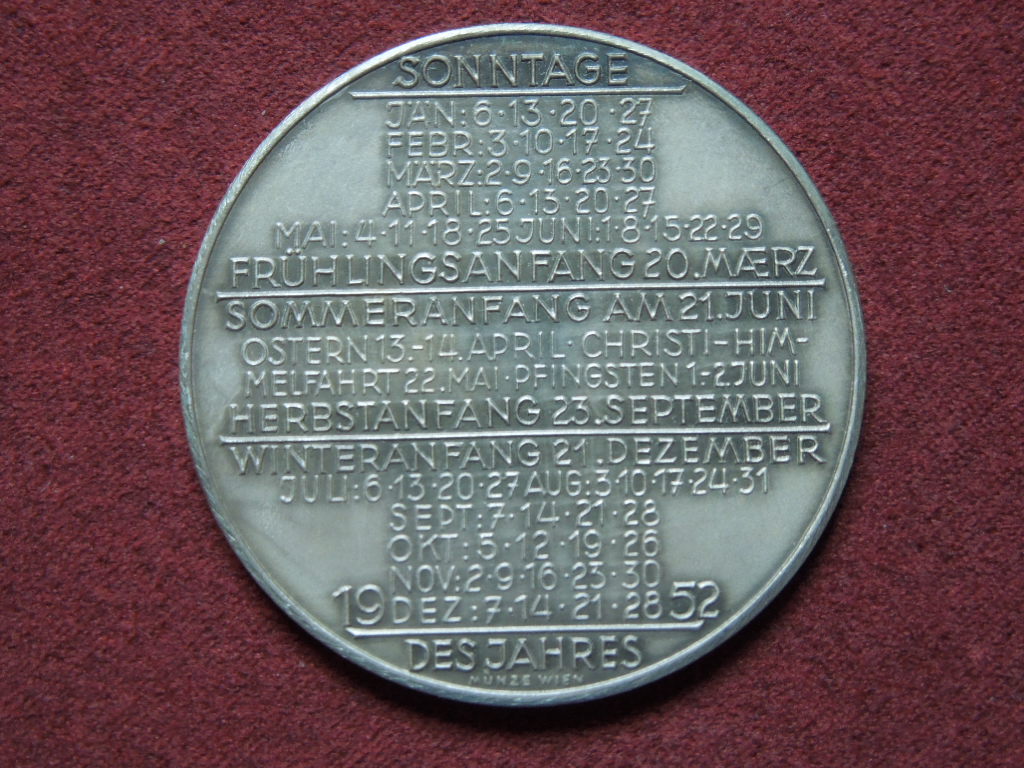 SONNTAGE
JAN: 6·13·20·27
FEBR: 3·10·17·24
MÄRZ: 2·9·16·23·30
APRIL: 6·13·20·27
MAI: 4·11·18·25 JUNI: 1·8·15·22·29
FRÜHLINGSANFANG 20. MÆRZ
SOMMERANFANG AM 21. JUNI
OSTERN 13.-14. APRIL· CHRISTI-HIM-
MELFAHRT 22. MAI·PFINGSTEN 1.-2. JUNI
HERBSTANFANG 23. SEPTEMBER
WINTERANFANG 21. DEZEMBER
JULI: 6·13·20·27 AUG: 3·10·17·24·31
SEPT: 7·14·21·28
OKT: 5·12·19·26
NOV: 2·9·16·23·30
19 DEZ: 7·14·21·28 52
DES JAHRES
MÜNZE WIEN